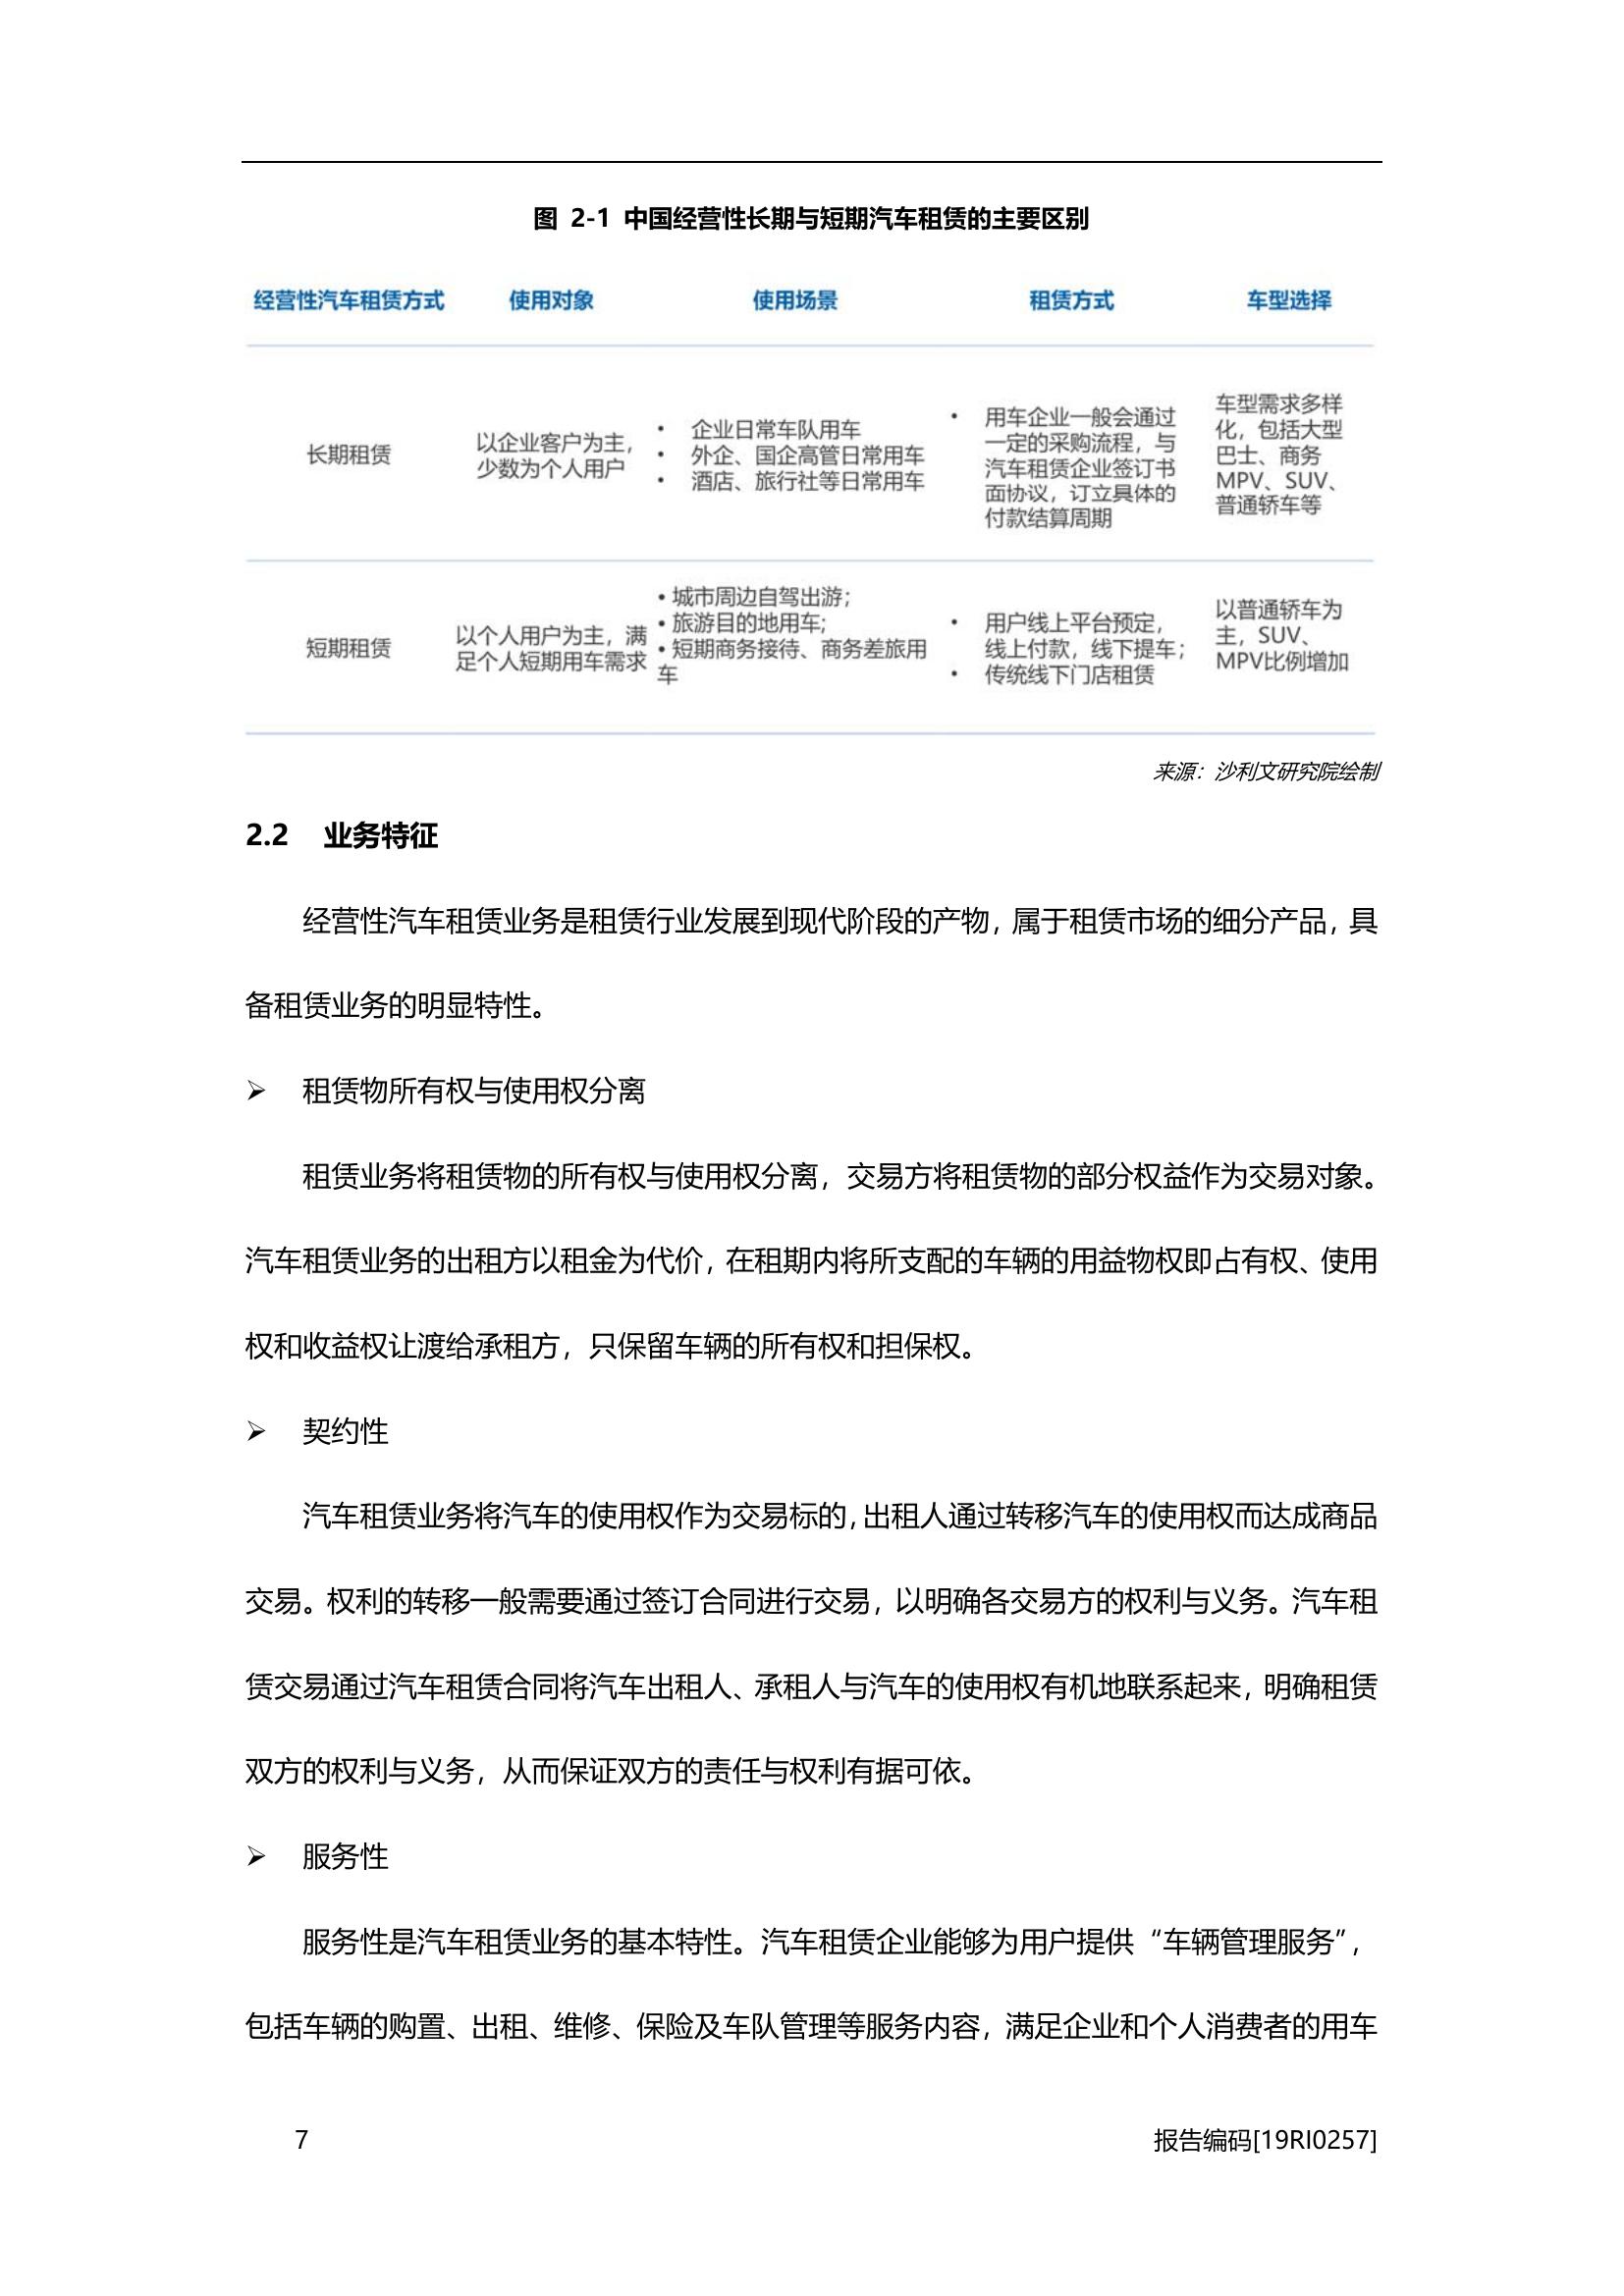 图 2-1 中国经营性长期与短期汽车租赁的主要区别
经营性汽车租赁方式 使用对象 使用场景 租赁方式 车型选择
长期租赁
以企业客户为主，
少数为个人用户
• 企业日常车队用车
• 外企、国企高管日常用车
• 酒店、旅行社等日常用车
• 用车企业一般会通过
一定的采购流程，与
汽车租赁企业签订书
面协议，订立具体的
付款结算周期
车型需求多样
化，包括大型
巴士、商务
MPV、SUV、
普通轿车等
短期租赁
以个人用户为主，满
足个人短期用车需求
• 城市周边自驾出游；
• 旅游目的地用车;
• 短期商务接待、商务差旅用
车
• 用户线上平台预定，
线上付款，线下提车；
• 传统线下门店租赁
以普通轿车为
主，SUV、
MPV比例增加
来源：沙利文研究院绘制
2.2 业务特征
经营性汽车租赁业务是租赁行业发展到现代阶段的产物，属于租赁市场的细分产品，具
备租赁业务的明显特性。
➢ 租赁物所有权与使用权分离
租赁业务将租赁物的所有权与使用权分离，交易方将租赁物的部分权益作为交易对象。
汽车租赁业务的出租方以租金为代价，在租期内将所支配的车辆的用益物权即占有权、使用
权和收益权让渡给承租方，只保留车辆的所有权和担保权。
➢ 契约性
汽车租赁业务将汽车的使用权作为交易标的，出租人通过转移汽车的使用权而达成商品
交易。权利的转移一般需要通过签订合同进行交易，以明确各交易方的权利与义务。汽车租
赁交易通过汽车租赁合同将汽车出租人、承租人与汽车的使用权有机地联系起来，明确租赁
双方的权利与义务，从而保证双方的责任与权利有据可依。
➢ 服务性
服务性是汽车租赁业务的基本特性。汽车租赁企业能够为用户提供“车辆管理服务”，
包括车辆的购置、出租、维修、保险及车队管理等服务内容，满足企业和个人消费者的用车
7 报告编码[19RI0257]